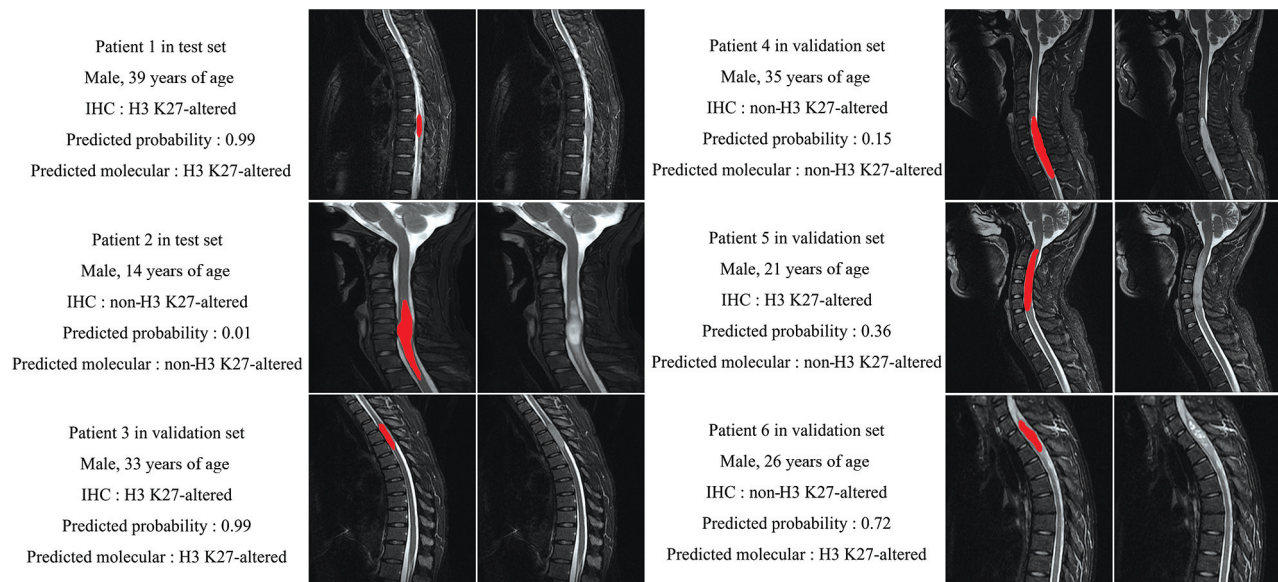 Patient 1 in test set
Male, 39 years of age
IHC : H3 K27-altered
Predicted probability : 0.99
Predicted molecular : H3 K27-altered
Patient 2 in test set
Male, 14 years of age
IHC : non-H3 K27-altered
Predicted probability : 0.01
Predicted molecular : non-H3 K27-altered
Patient 3 in validation set
Male, 33 years of age
IHC : H3 K27-altered
Predicted probability : 0.99
Predicted molecular : H3 K27-altered
Patient 4 in validation set
Male, 35 years of age
IHC : non-H3 K27-altered
Predicted probability : 0.15
Predicted molecular : non-H3 K27-altered
Patient 5 in validation set
Male, 21 years of age
IHC : H3 K27-altered
Predicted probability : 0.36
Predicted molecular : non-H3 K27-altered
Patient 6 in validation set
Male, 26 years of age
IHC : non-H3 K27-altered
Predicted probability : 0.72
Predicted molecular : H3 K27-altered